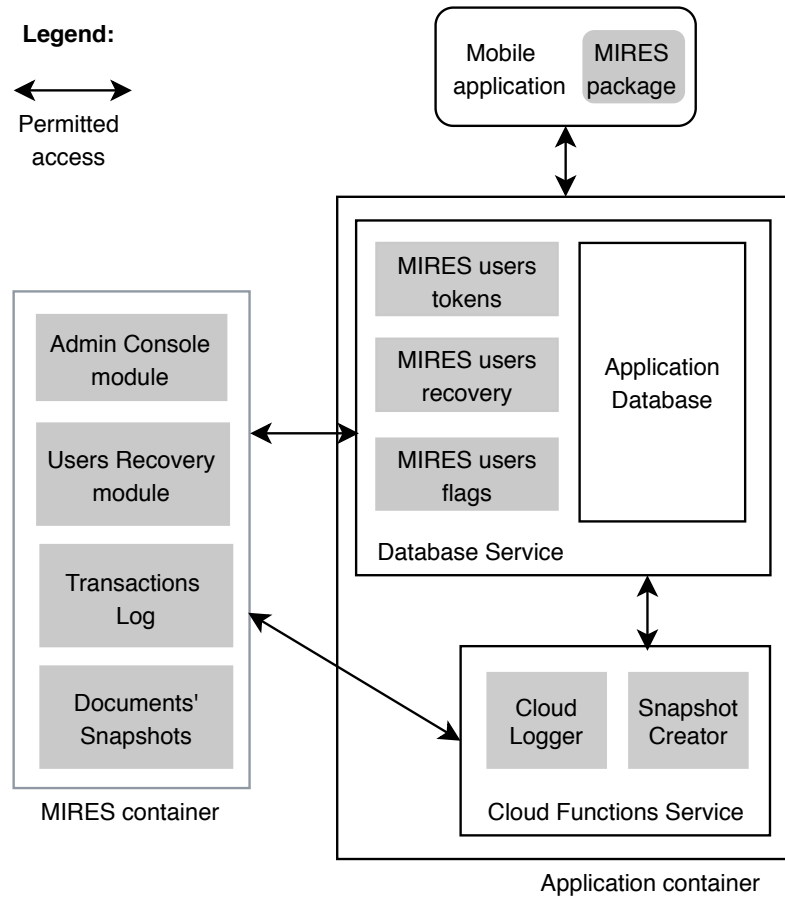 Legend:
Permitted
access
Mobile
application
MIRES
package
MIRES users
tokens
MIRES users
recovery
MIRES users
flags
Application
Database
Database Service
Admin Console
module
Users Recovery
module
Transactions
Log
Documents'
Snapshots
MIRES container
Cloud
Logger
Snapshot
Creator
Cloud Functions Service
Application container